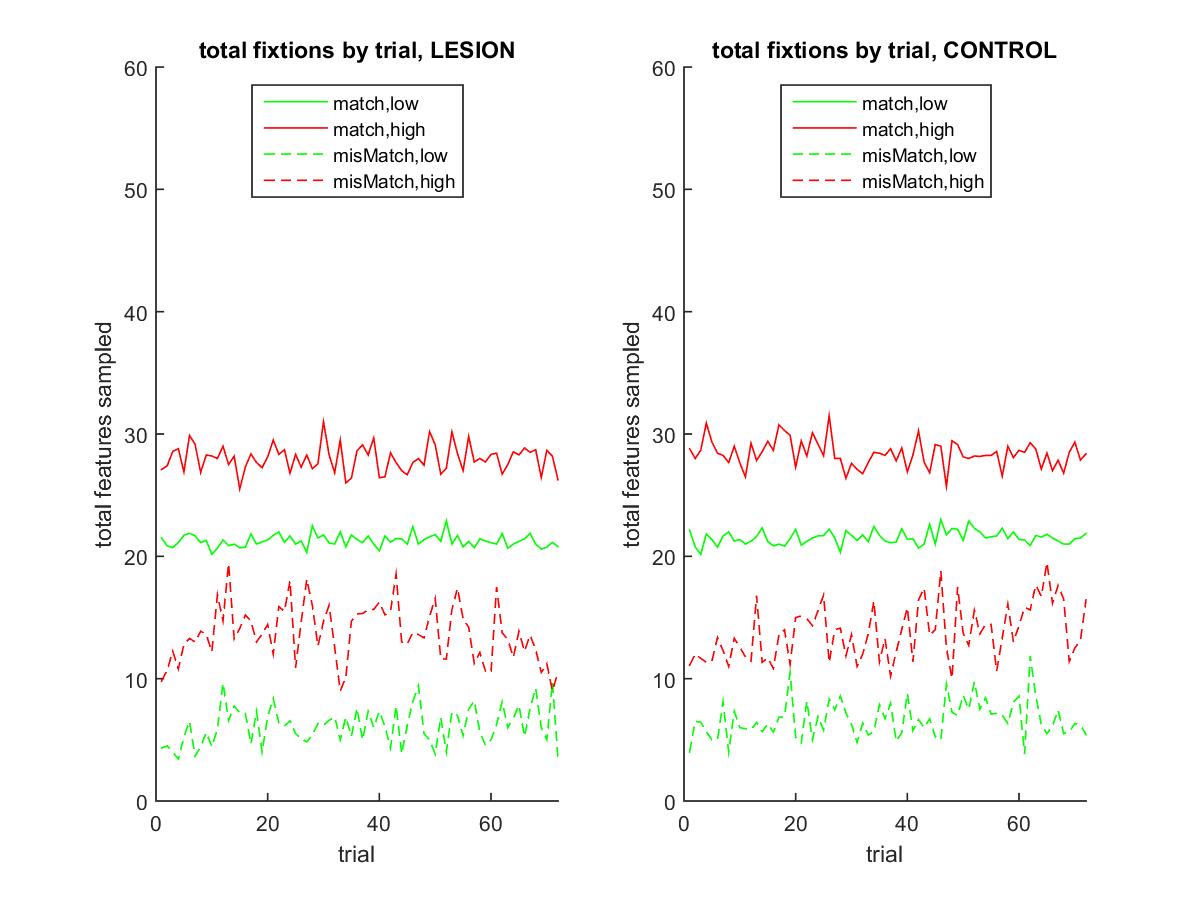 total fixtions by trial, LESION
60
50
40
30
20
10
0
total features sampled
match,low
match,high
misMatch,low
misMatch,high
0 20 40 60
trial
total fixtions by trial, CONTROL
60
50
40
30
20
10
0
total features sampled
match,low
match,high
misMatch,low
misMatch,high
0 20 40 60
trial